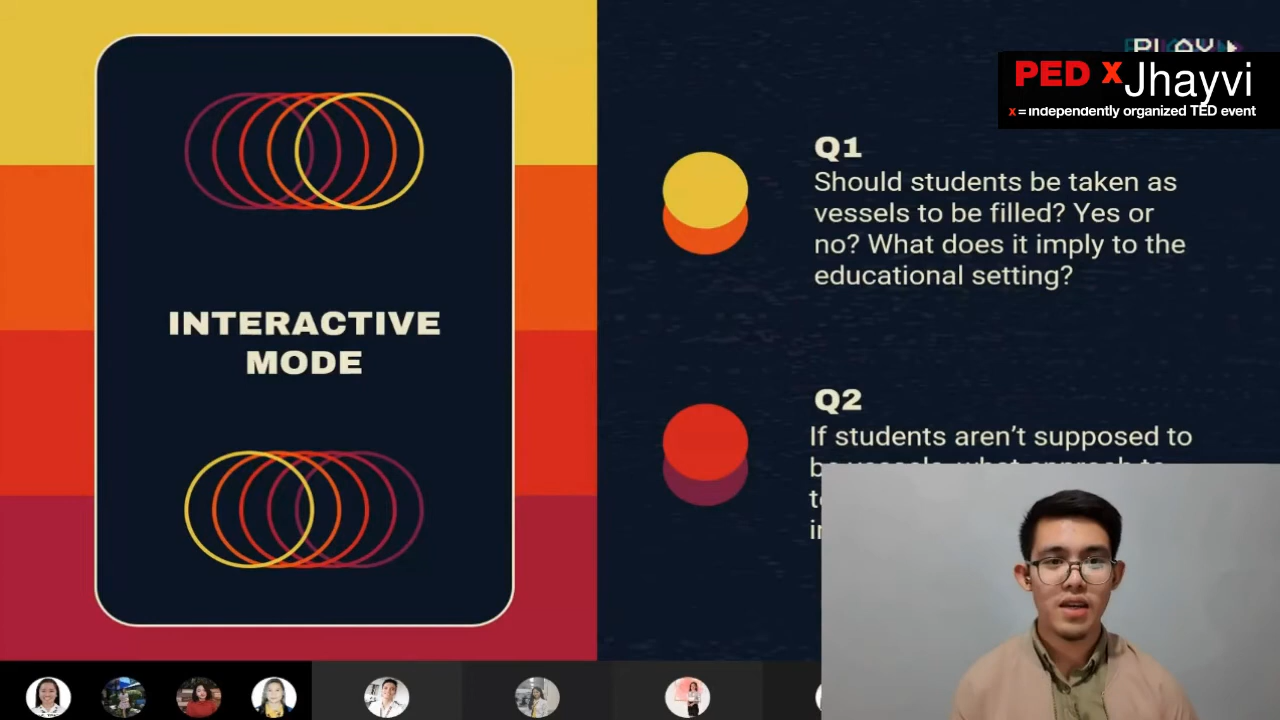 PLAY
PED x Jhayvi
x = independently organized TED event
INTERACTIVE
MODE
Q1
Should students be taken as
vessels to be filled? Yes or
no? What does it imply to the
educational setting?
Q2
If students aren't supposed to